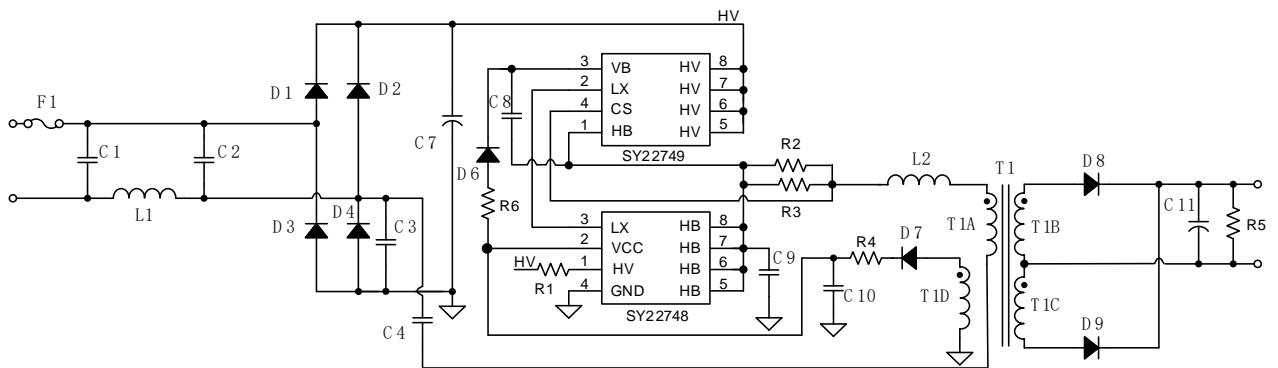 HV
3 VB HV 8
2 LX HV 7
4 CS HV 6
1 HB HV 5
SY22749
F1
D1
D2
C1
C2
C7
C8
D6
R6
L1
D3
D4
C3
C4
R2
R3
L2
T1
D8
C11
R5
3 LX HB 8
2 VCC HB 7
1 HV HB 6
4 GND HB 5
SY22748
HV
R1
C9
R4
D7
C10
T1D
T1A
T1B
T1C
D9